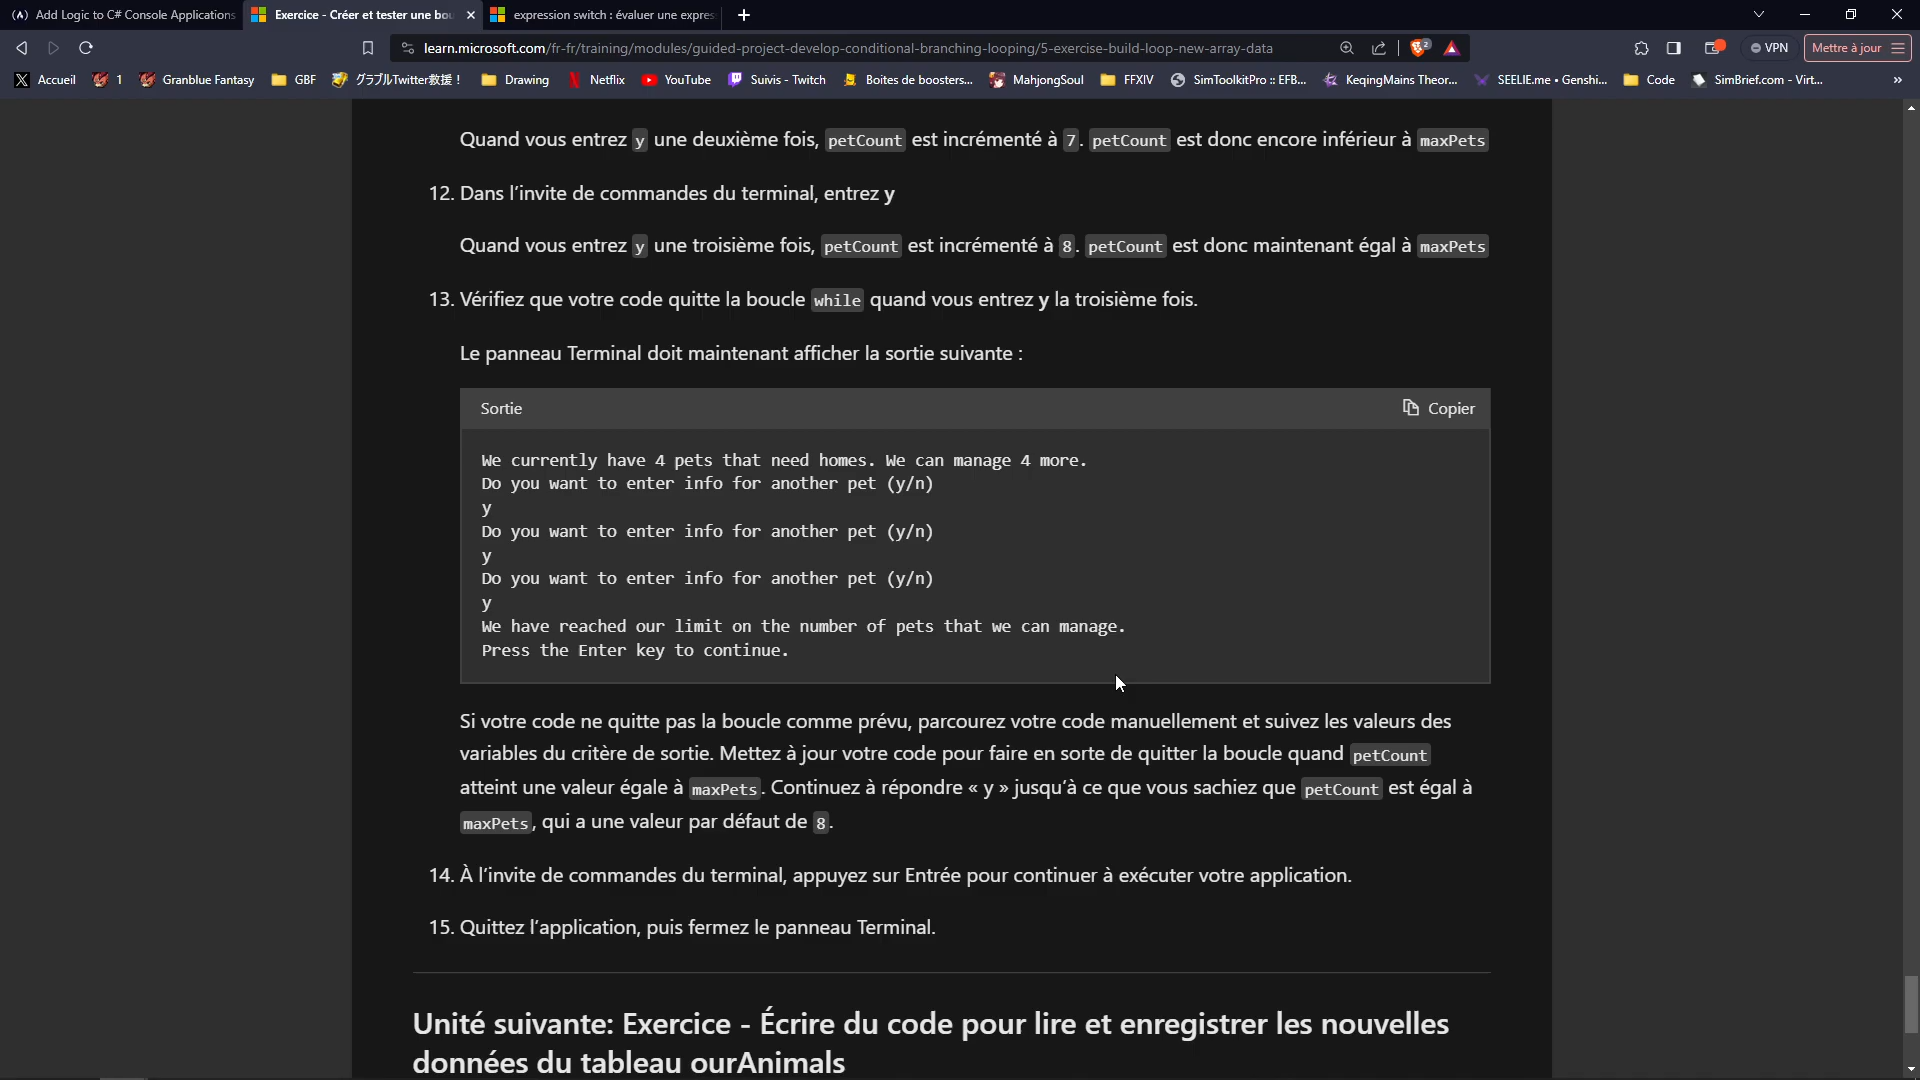 Add Logic to C# Console Applications
Exercice - Créer et tester une bou
expression switch : évaluer une expres
learn.microsoft.com/fr-fr/training/modules/guided-project-develop-conditional-branching-looping/5-exercise-build-loop-new-array-data
2
VPN
Mettre à jour
Accueil
1
Granblue Fantasy
GBF
グラブルTwitter救援！
Drawing
Netflix
YouTube
Suivis - Twitch
Boites de boosters...
MahjongSoul
FFXIV
SimToolkitPro :: EFB...
KeqingMains Theor...
SEELIE.me • Genshi...
Code
SimBrief.com - Virt...
»
Quand vous entrez y une deuxième fois, petCount est incrémenté à 7. petCount est donc encore inférieur à maxPets
12. Dans l’invite de commandes du terminal, entrez y
Quand vous entrez y une troisième fois, petCount est incrémenté à 8. petCount est donc maintenant égal à maxPets
13. Vérifiez que votre code quitte la boucle while quand vous entrez y la troisième fois.
Le panneau Terminal doit maintenant afficher la sortie suivante :
Sortie
Copier
We currently have 4 pets that need homes. We can manage 4 more.
Do you want to enter info for another pet (y/n)
y
Do you want to enter info for another pet (y/n)
y
Do you want to enter info for another pet (y/n)
y
We have reached our limit on the number of pets that we can manage.
Press the Enter key to continue.
Si votre code ne quitte pas la boucle comme prévu, parcourez votre code manuellement et suivez les valeurs des
variables du critère de sortie. Mettez à jour votre code pour faire en sorte de quitter la boucle quand petCount
atteint une valeur égale à maxPets. Continuez à répondre « y » jusqu’à ce que vous sachiez que petCount est égal à
maxPets, qui a une valeur par défaut de 8.
14. À l’invite de commandes du terminal, appuyez sur Entrée pour continuer à exécuter votre application.
15. Quittez l’application, puis fermez le panneau Terminal.
Unité suivante: Exercice - Écrire du code pour lire et enregistrer les nouvelles
données du tableau ourAnimals